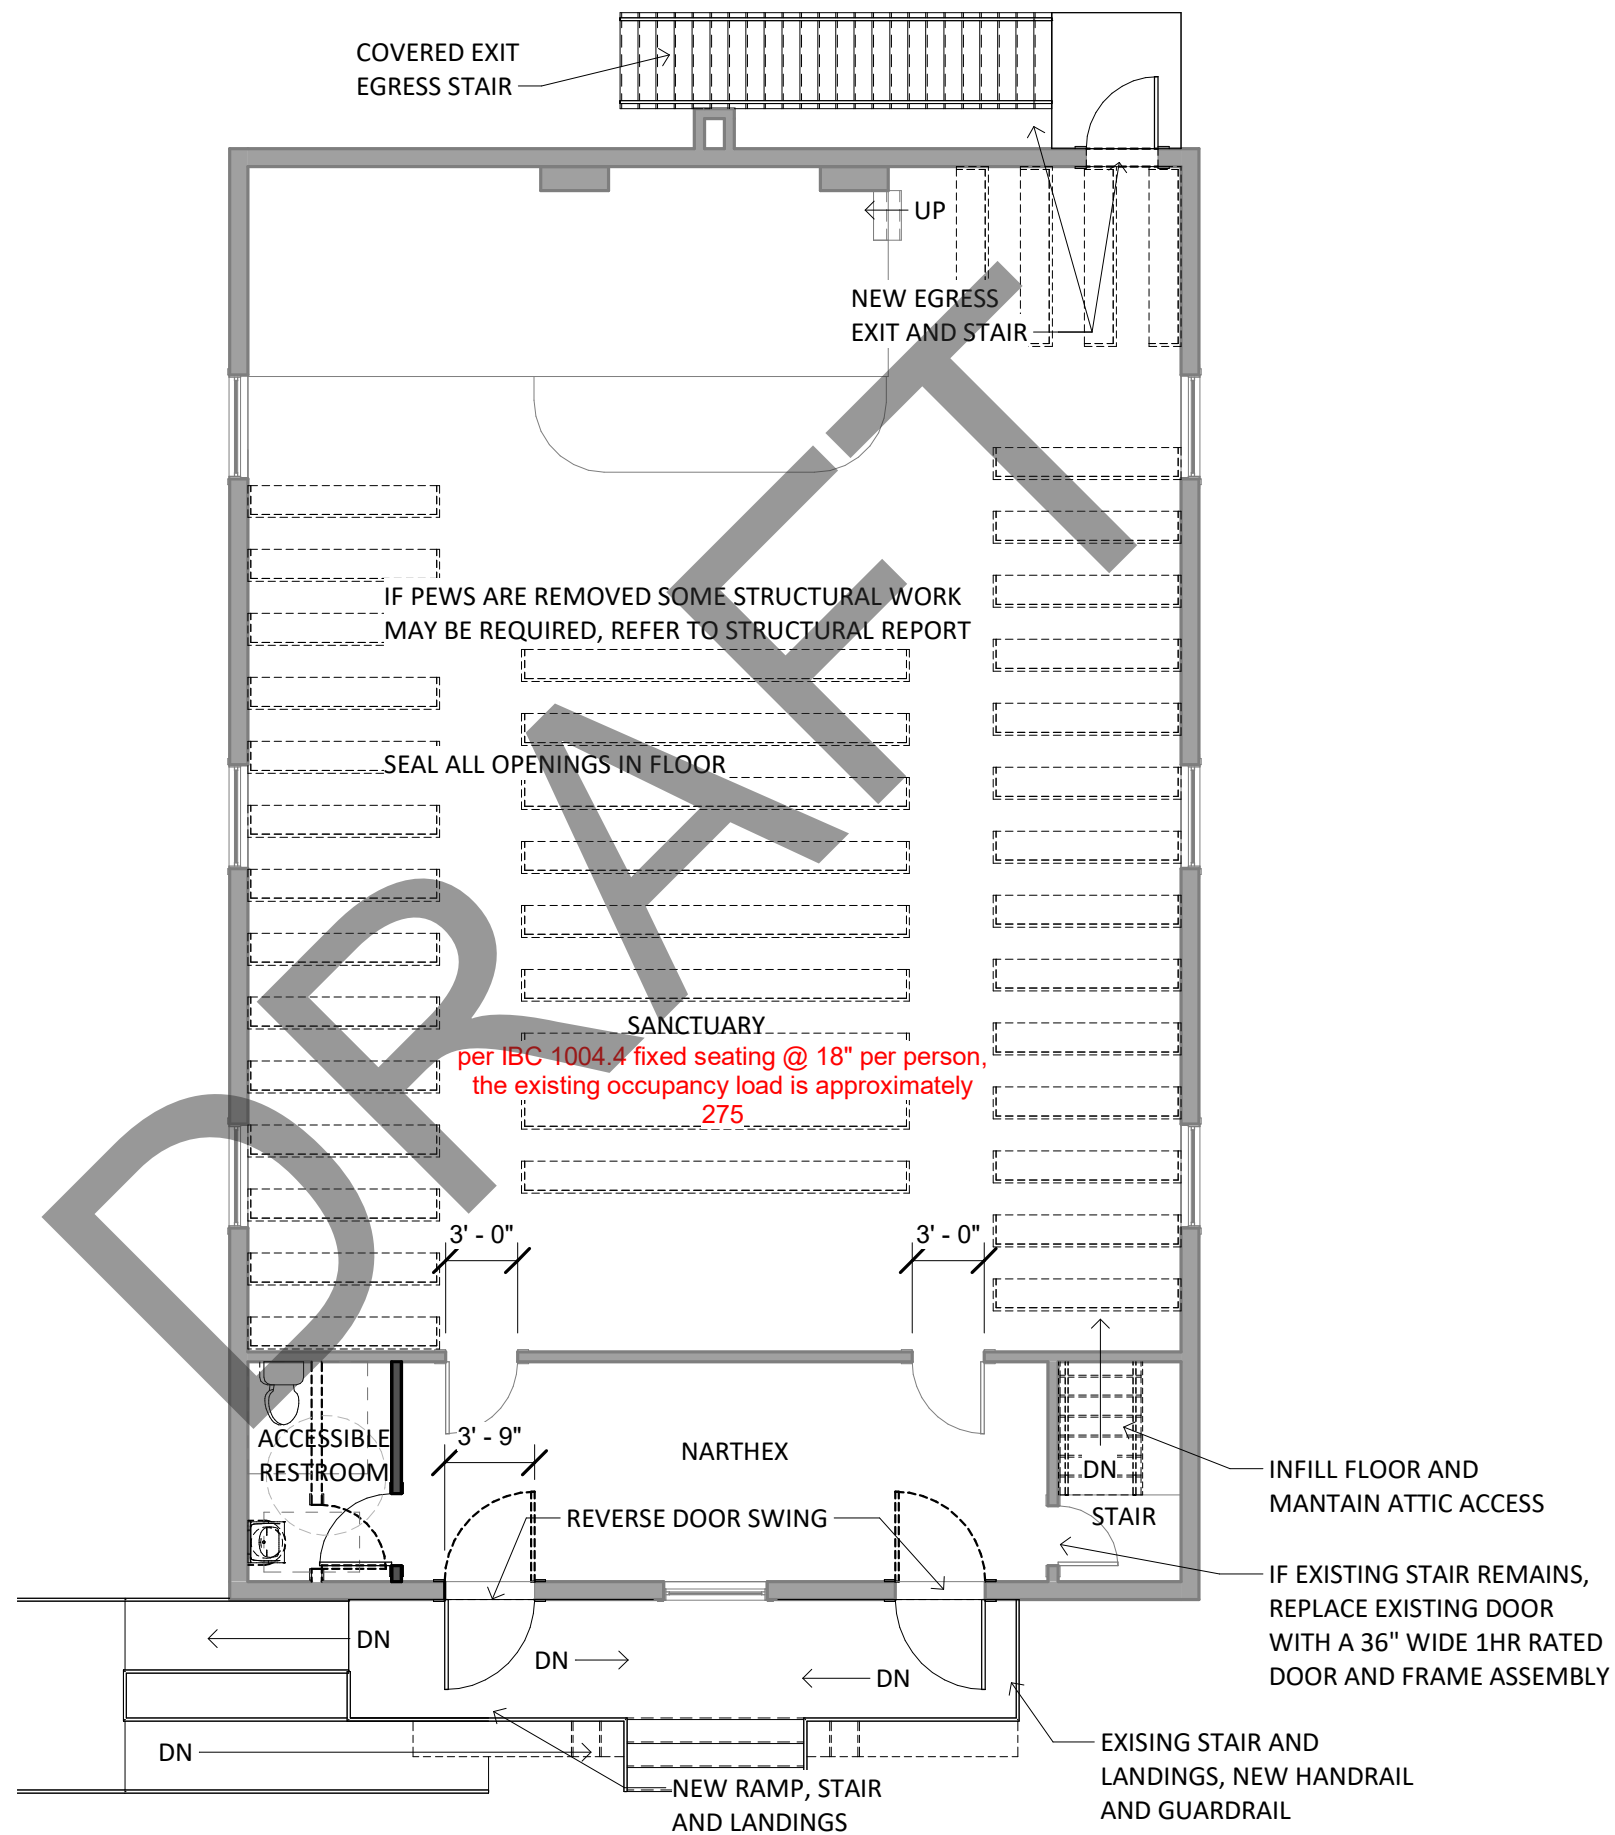 COVERED EXIT
EGRESS STAIR
UP
NEW EGRESS
EXIT AND STAIR
IF PEWS ARE REMOVED SOME STRUCTURAL WORK
MAY BE REQUIRED, REFER TO STRUCTURAL REPORT
SEAL ALL OPENINGS IN FLOOR
DRAFT
SANCTUARY
per IBC 1004.4 fixed seating @ 18" per person,
the existing occupancy load is approximately
275
3' - 0"
3' - 0"
ACCESSIBLE
RESTROOM
3' - 9"
NARTHEX
DN
STAIR
REVERSE DOOR SWING
INFILL FLOOR AND
MANTAIN ATTIC ACCESS
IF EXISTING STAIR REMAINS,
REPLACE EXISTING DOOR
WITH A 36" WIDE 1HR RATED
DOOR AND FRAME ASSEMBLY
DN
DN
DN
DN
EXISING STAIR AND
LANDINGS, NEW HANDRAIL
AND GUARDRAIL
NEW RAMP, STAIR
AND LANDINGS